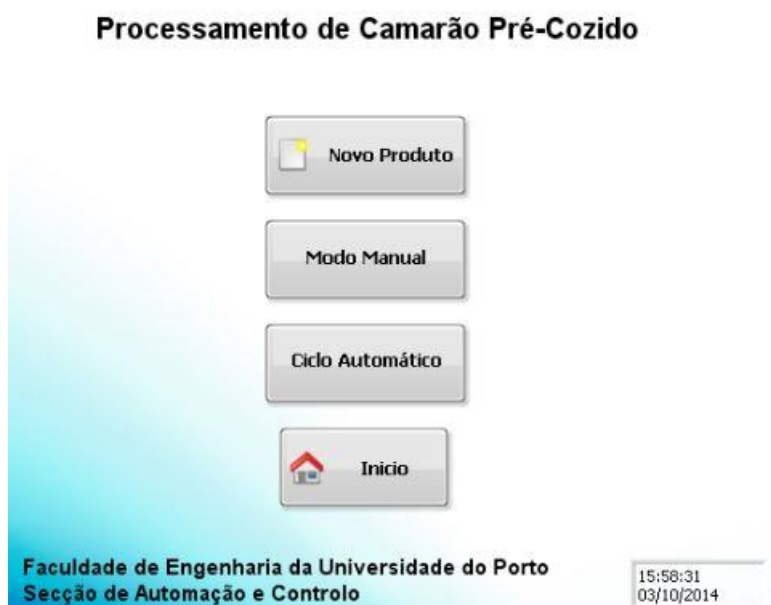 Processamento de Camarão Pré-Cozido
Novo Produto
Modo Manual
Ciclo Automático
Inicio
Faculdade de Engenharia da Universidade do Porto
Secção de Automação e Controlo
15:58:31
03/10/2014